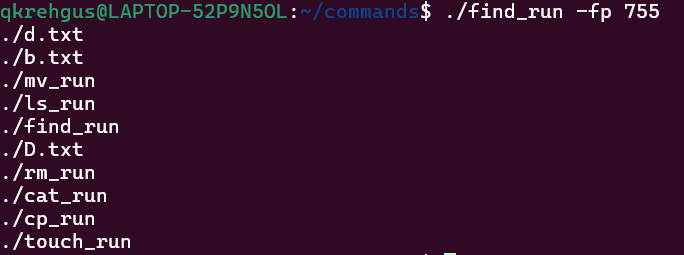 qkrehgus@LAPTOP-52P9N5OL:~/commands$ ./find_run -fp 755
./d.txt
./b.txt
./mv_run
./ls_run
./find_run
./D.txt
./rm_run
./cat_run
./cp_run
./touch_run